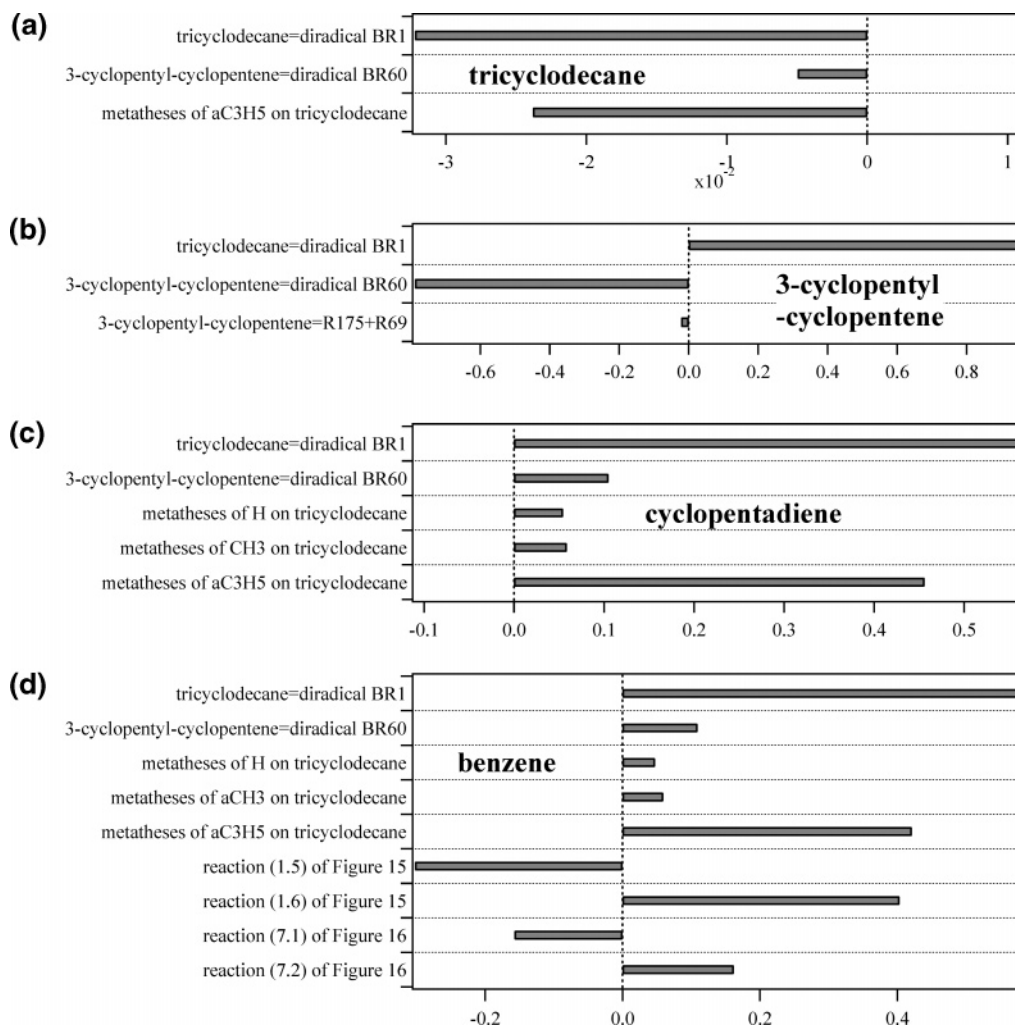 (a)
tricyclodecane=diradical BR1
3-cyclopentyl-cyclopentene=diradical BR60
metatheses of aC3H5 on tricyclodecane
tricyclodecane
-3 -2 -1 0 1
x10^-2
(b)
tricyclodecane=diradical BR1
3-cyclopentyl-cyclopentene=diradical BR60
3-cyclopentyl-cyclopentene=R175+R69
3-cyclopentyl
-cyclopentene
-0.6 -0.4 -0.2 0.0 0.2 0.4 0.6 0.8
(c)
tricyclodecane=diradical BR1
3-cyclopentyl-cyclopentene=diradical BR60
metatheses of H on tricyclodecane
metatheses of CH3 on tricyclodecane
metatheses of aC3H5 on tricyclodecane
cyclopentadiene
-0.1 0.0 0.1 0.2 0.3 0.4 0.5
(d)
tricyclodecane=diradical BR1
3-cyclopentyl-cyclopentene=diradical BR60
metatheses of H on tricyclodecane
metatheses of aCH3 on tricyclodecane
metatheses of aC3H5 on tricyclodecane
reaction (1.5) of Figure 15
reaction (1.6) of Figure 15
reaction (7.1) of Figure 16
reaction (7.2) of Figure 16
benzene
-0.2 0.0 0.2 0.4